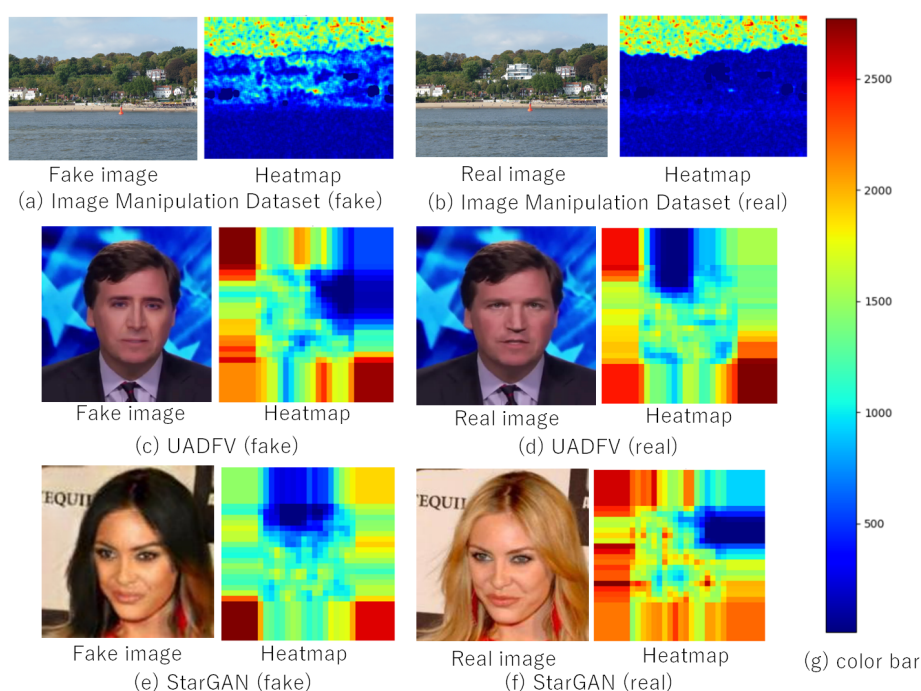 Fake image
Heatmap
Real image
Heatmap
(a) Image Manipulation Dataset (fake)
(b) Image Manipulation Dataset (real)
Fake image
Heatmap
Real image
Heatmap
(c) UADFV (fake)
(d) UADFV (real)
TEQUIL
TEQUI
Fake image
Heatmap
Real image
Heatmap
(e) StarGAN (fake)
(f) StarGAN (real)
2500
2000
1500
1000
500
(g) color bar